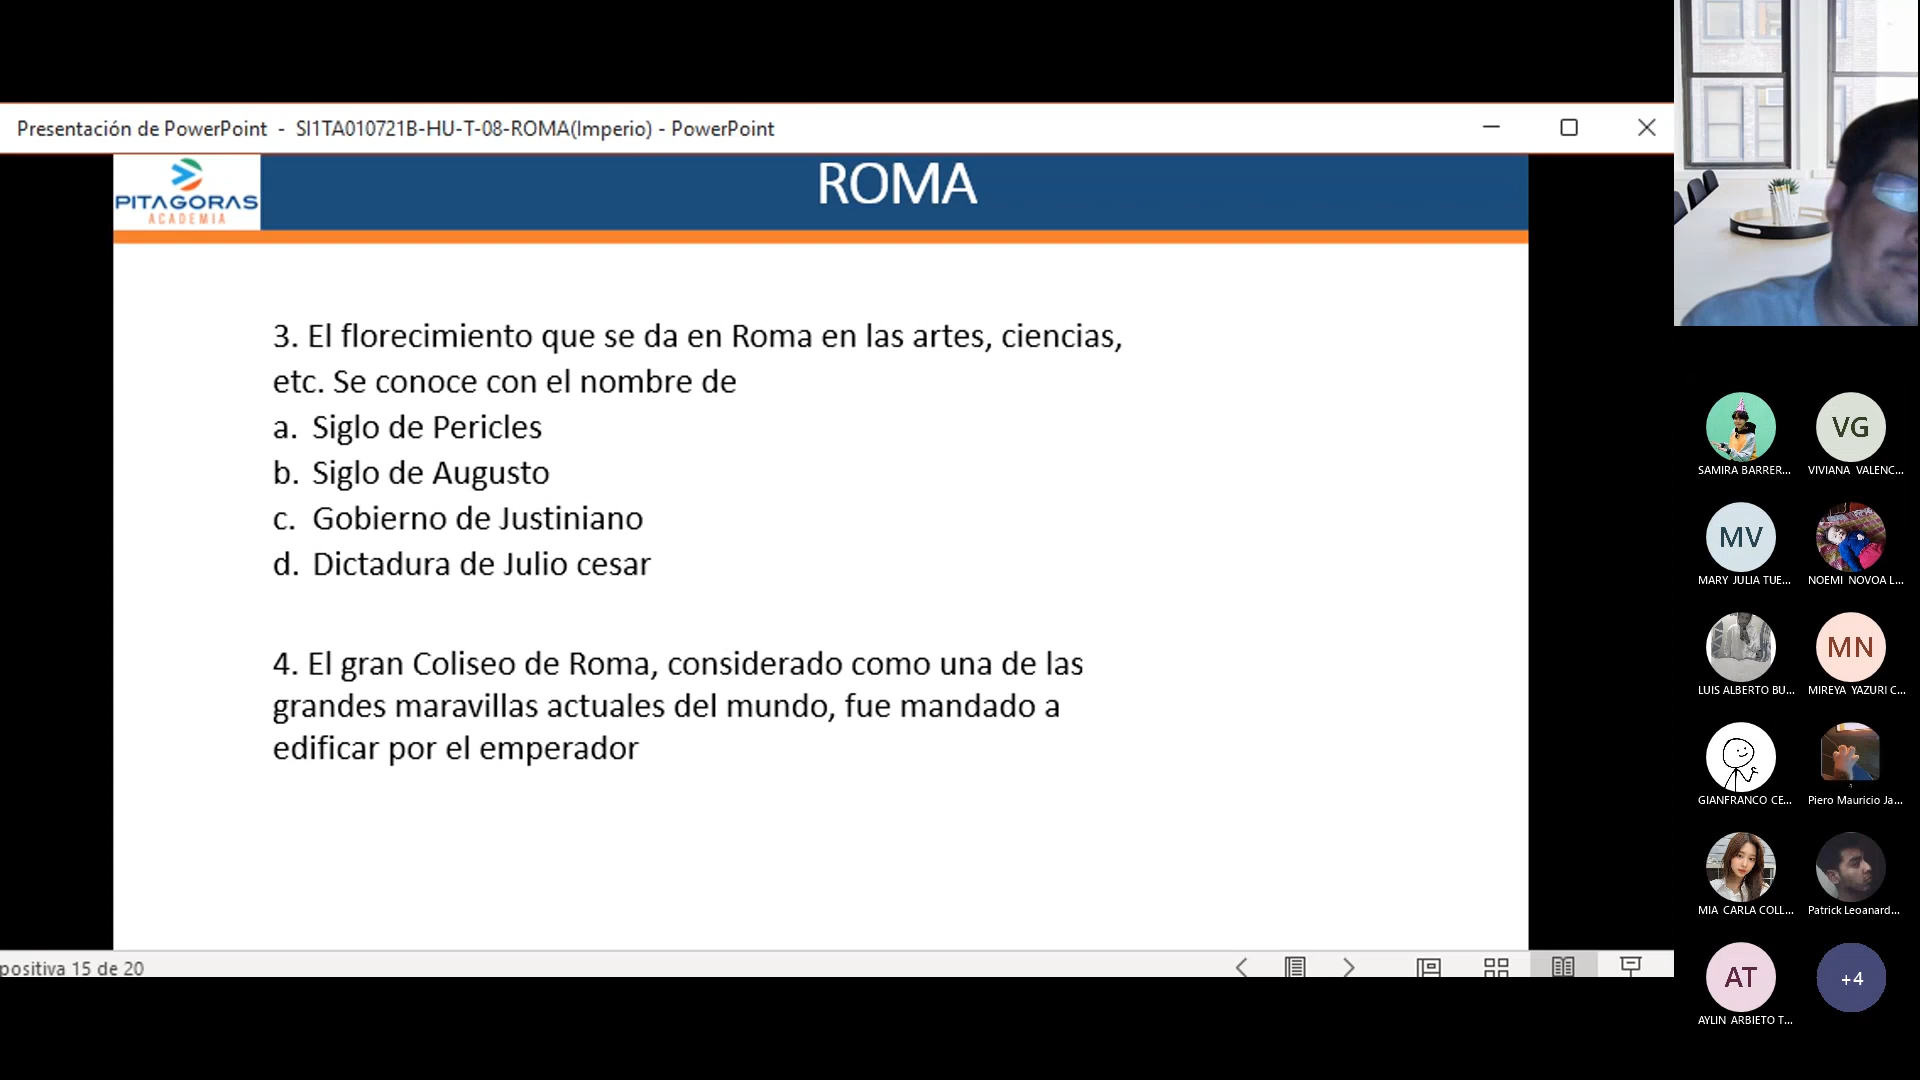 Presentación de PowerPoint - SI1TA010721B-HU-T-08-ROMA(Imperio) - PowerPoint
PITAGORAS
ACADEMIA
ROMA
3. El florecimiento que se da en Roma en las artes, ciencias,
etc. Se conoce con el nombre de
a. Siglo de Pericles
b. Siglo de Augusto
c. Gobierno de Justiniano
d. Dictadura de Julio cesar
4. El gran Coliseo de Roma, considerado como una de las
grandes maravillas actuales del mundo, fue mandado a
edificar por el emperador
positiva 15 de 20
SAMIRA BARRER...
VG
VIVIANA VALENC...
MV
MARY JULIA TUE...
NOEMI NOVOA L...
LUIS ALBERTO BU...
MN
MIREYA YAZURI C...
GIANFRANCO CE...
Piero Mauricio Ja...
MIA CARLA COLL...
Patrick Leoanard...
AT
AYLIN ARBIETO T...
+4